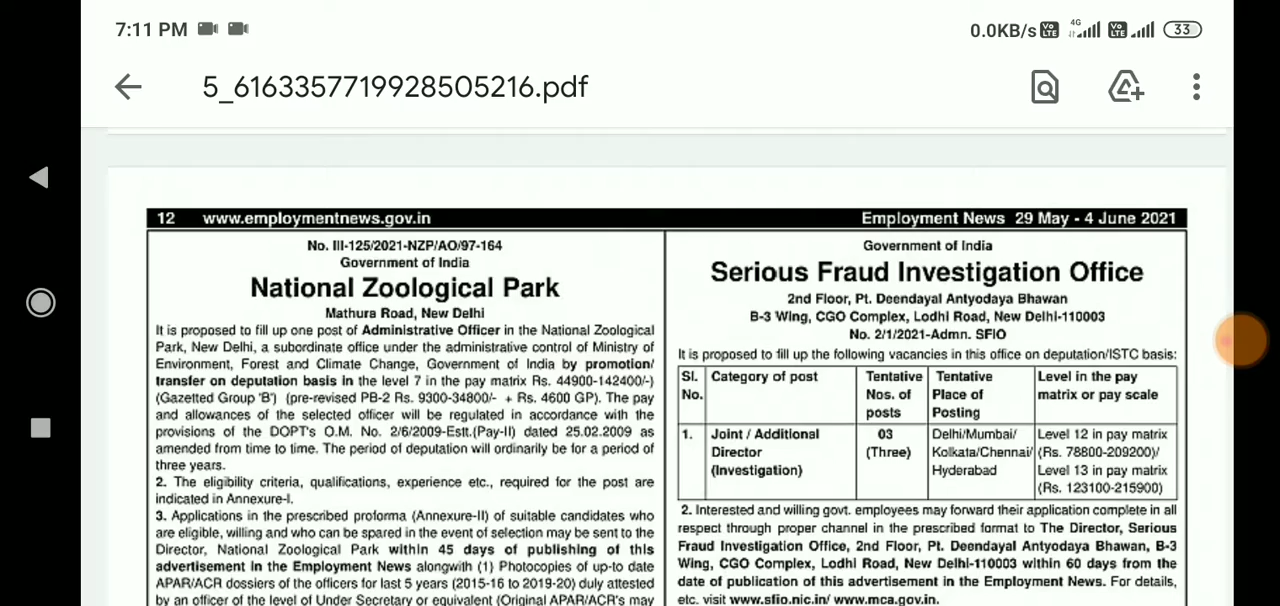 7:11 PM
0.0KB/s Vo LTE 4G Vo LTE 33
5_6163357719928505216.pdf
12 www.employmentnews.gov.in Employment News 29 May - 4 June 2021
No. III-125/2021-NZP/AO/97-164
Government of India
National Zoological Park
Mathura Road, New Delhi
It is proposed to fill up one post of Administrative Officer in the National Zoological
Park, New Delhi, a subordinate office under the administrative control of Ministry of
Environment, Forest and Climate Change, Government of India by promotion/
transfer on deputation basis in the level 7 in the pay matrix Rs. 44900-142400/-)
(Gazetted Group 'B') (pre-revised PB-2 Rs. 9300-34800/- + Rs. 4600 GP). The pay
and allowances of the selected officer will be regulated in accordance with the
provisions of the DOPT's O.M. No. 2/6/2009-Estt.(Pay-II) dated 25.02.2009 as
amended from time to time. The period of deputation will ordinarily be for a period of
three years.
2. The eligibility criteria, qualifications, experience etc., required for the post are
indicated in Annexure-I.
3. Applications in the prescribed proforma (Annexure-II) of suitable candidates who
are eligible, willing and who can be spared in the event of selection may be sent to the
Director, National Zoological Park within 45 days of publishing of this
advertisement in the Employment News alongwith (1) Photocopies of up-to date
APAR/ACR dossiers of the officers for last 5 years (2015-16 to 2019-20) duly attested
by an officer of the level of Under Secretary or equivalent (Original APAR/ACR's may
Government of India
Serious Fraud Investigation Office
2nd Floor, Pt. Deendayal Antyodaya Bhawan
B-3 Wing, CGO Complex, Lodhi Road, New Delhi-110003
No. 2/1/2021-Admn. SFIO
It is proposed to fill up the following vacancies in this office on deputation/ISTC basis:
Sl. Category of post Tentative Tentative Level in the pay
No. Nos. of Place of matrix or pay scale
posts Posting
1. Joint / Additional 03 Delhi/Mumbai/ Level 12 in pay matrix
Director (Three) Kolkata/Chennai/ (Rs. 78800-209200)/
(Investigation) Hyderabad Level 13 in pay matrix
(Rs. 123100-215900)
2. Interested and willing govt. employees may forward their application complete in all
respect through proper channel in the prescribed format to The Director, Serious
Fraud Investigation Office, 2nd Floor, Pt. Deendayal Antyodaya Bhawan, B-3
Wing, CGO Complex, Lodhi Road, New Delhi-110003 within 60 days from the
date of publication of this advertisement in the Employment News. For details,
etc. visit www.sfio.nic.in/ www.mca.gov.in.